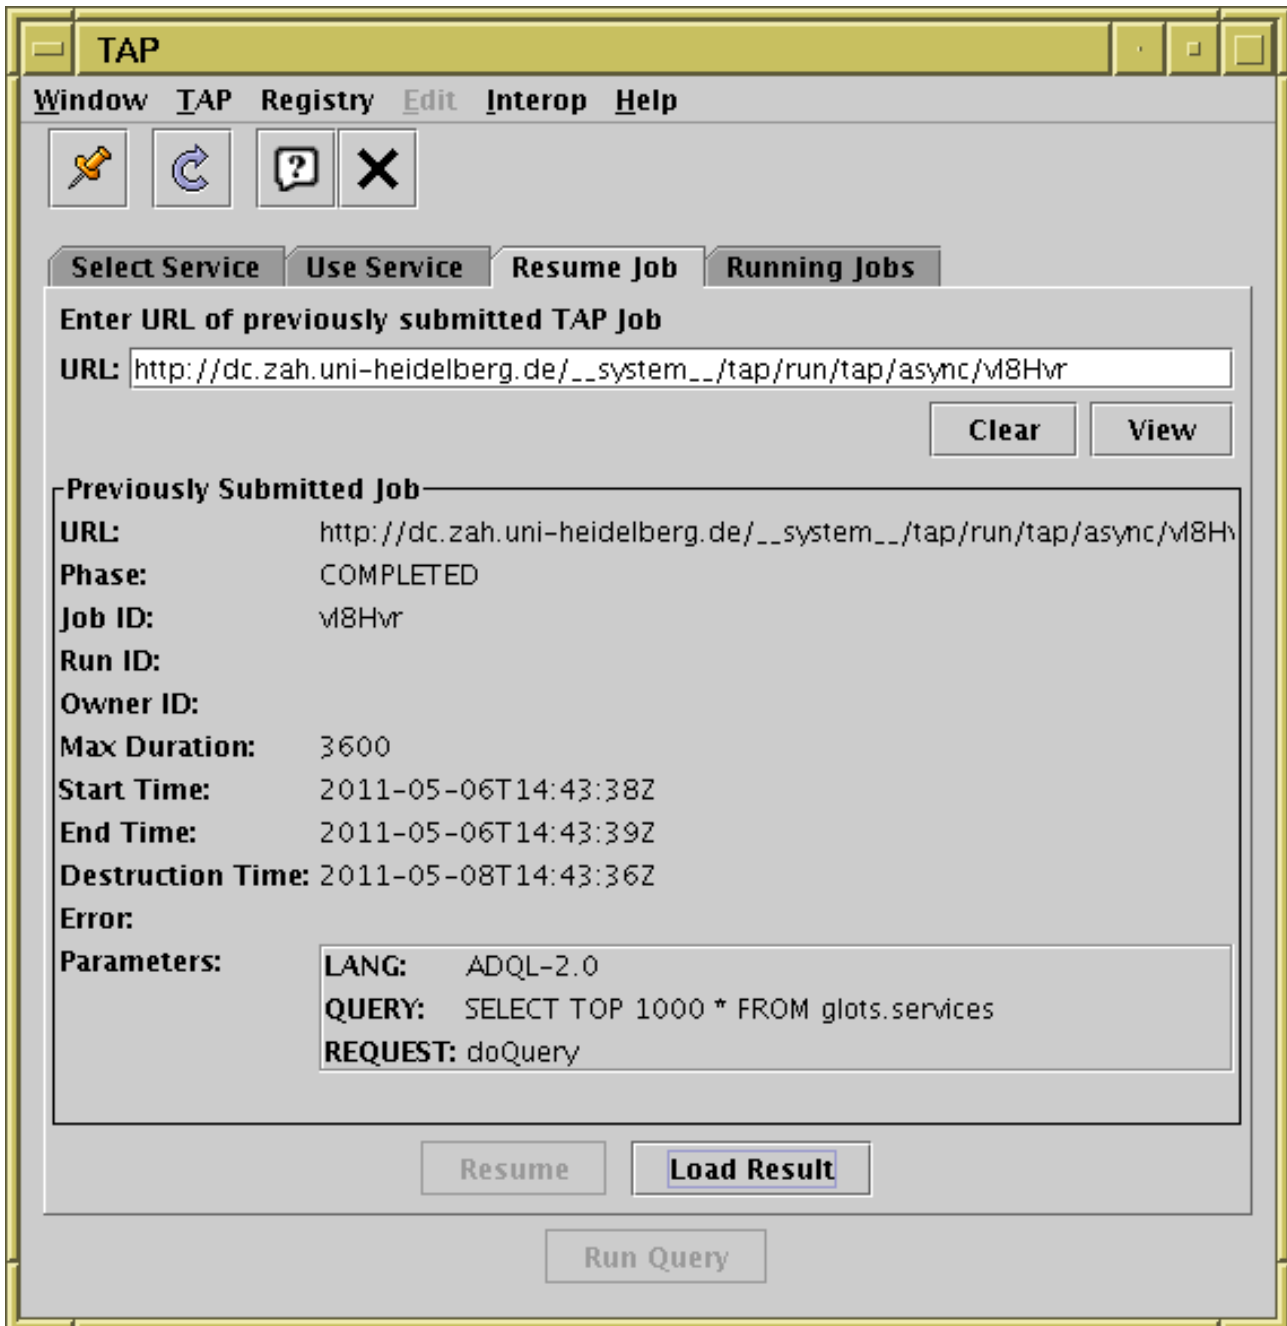 TAP
Window TAP Registry Edit Interop Help
Select Service Use Service Resume Job Running Jobs
Enter URL of previously submitted TAP Job
URL: http://dc.zah.uni-heidelberg.de/__system__/tap/run/tap/async/vl8Hvr
Clear View
Previously Submitted Job
URL: http://dc.zah.uni-heidelberg.de/__system__/tap/run/tap/async/vl8Hv
Phase: COMPLETED
Job ID: vl8Hvr
Run ID:
Owner ID:
Max Duration: 3600
Start Time: 2011-05-06T14:43:38Z
End Time: 2011-05-06T14:43:39Z
Destruction Time: 2011-05-08T14:43:36Z
Error:
Parameters: LANG: ADQL-2.0
QUERY: SELECT TOP 1000 * FROM glots.services
REQUEST: doQuery
Resume Load Result
Run Query